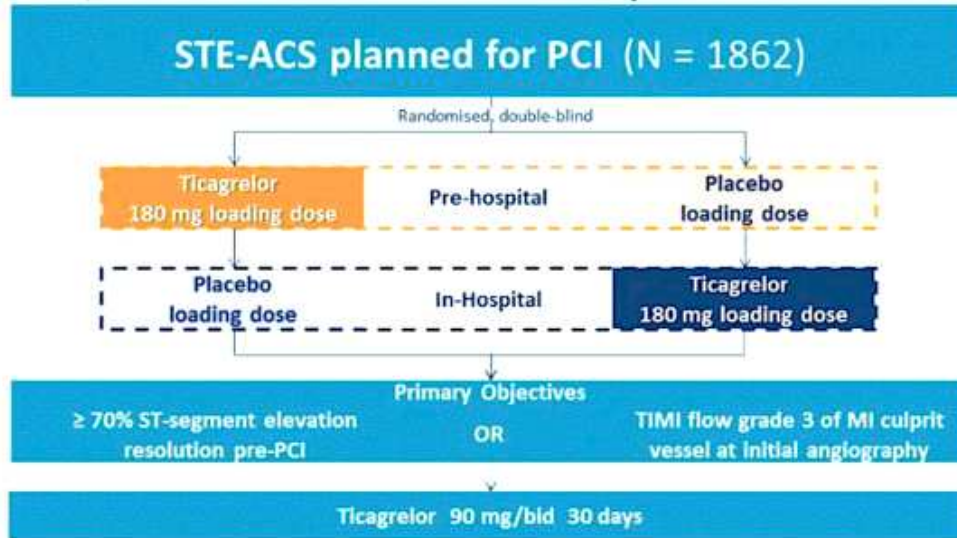 STE-ACS planned for PCI (N = 1862)
Randomised, double-blind
Ticagrelor
180 mg loading dose
Pre-hospital
Placebo
loading dose
Placebo
loading dose
In-Hospital
Ticagrelor
180 mg loading dose
Primary Objectives
≥ 70% ST-segment elevation
resolution pre-PCI
OR
TIMI flow grade 3 of MI culprit
vessel at initial angiography
Ticagrelor 90 mg/bid 30 days